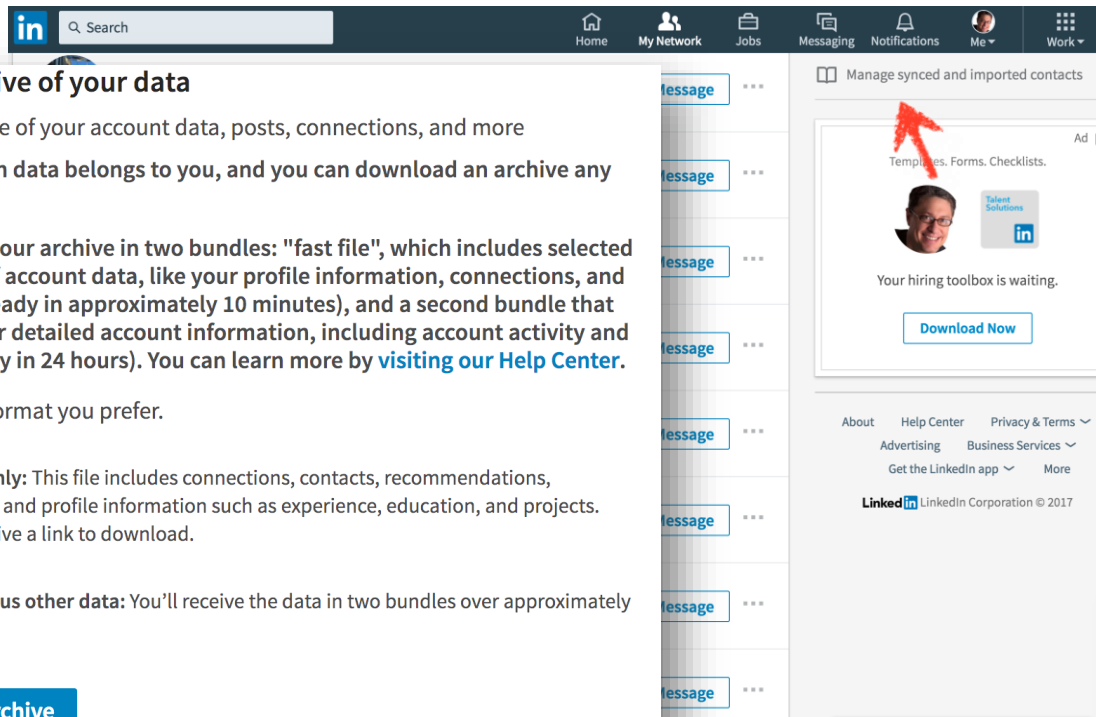 in Search Home My Network Jobs Messaging Notifications Me Work
ive of your data
e of your account data, posts, connections, and more
n data belongs to you, and you can download an archive any
our archive in two bundles: "fast file", which includes selected
account data, like your profile information, connections, and
ady in approximately 10 minutes), and a second bundle that
r detailed account information, including account activity and
y in 24 hours). You can learn more by visiting our Help Center.
ormat you prefer.
nly: This file includes connections, contacts, recommendations,
and profile information such as experience, education, and projects.
ive a link to download.
us other data: You’ll receive the data in two bundles over approximately
rchive
Message
Message
Message
Message
Message
Message
Message
Message
Manage synced and imported contacts
Ad
Templates. Forms. Checklists.
Talent
Solutions
in
Your hiring toolbox is waiting.
Download Now
About Help Center Privacy & Terms
Advertising Business Services
Get the LinkedIn app More
Linked in LinkedIn Corporation © 2017